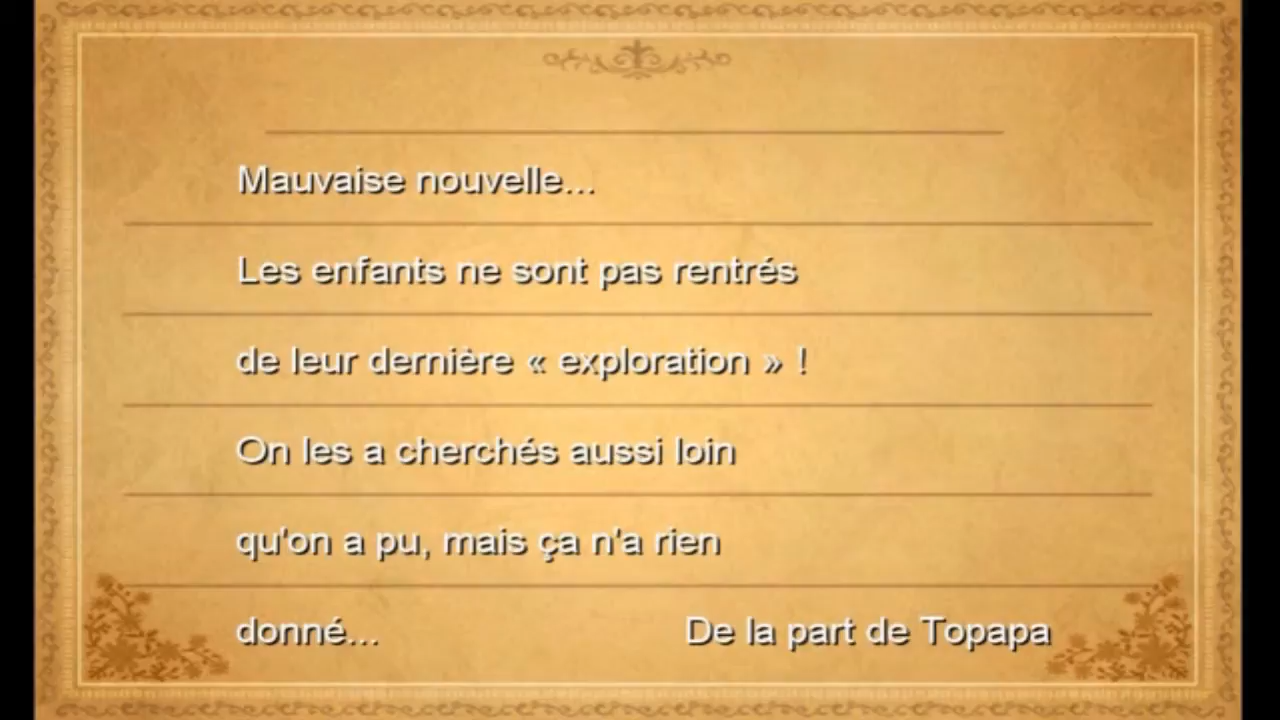 Mauvaise nouvelle...
Les enfants ne sont pas rentrés
de leur dernière « exploration » !
On les a cherchés aussi loin
qu'on a pu, mais ça n'a rien
donné... De la part de Topapa